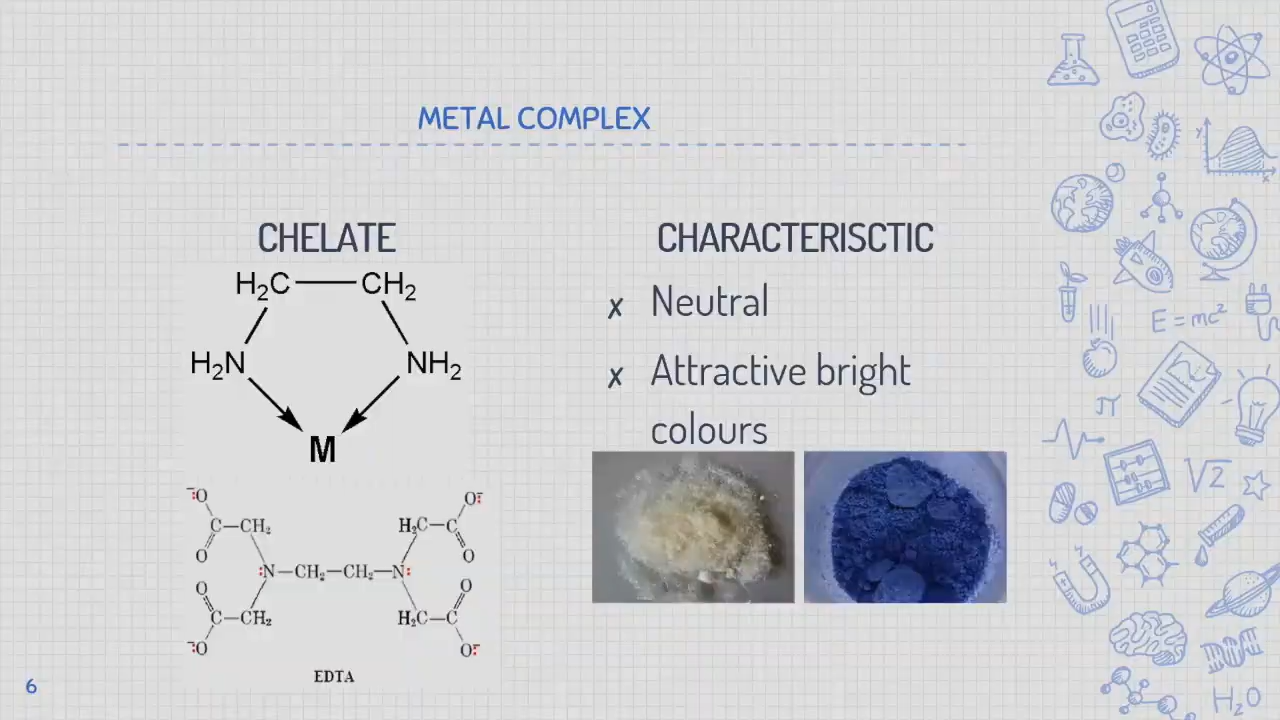 METAL COMPLEX
CHELATE
H₂C CH₂
H₂N NH₂
M
⁻:O O⁻:
C—CH₂ H₂C—C
O O
:N—CH₂—CH₂—N:
O O
C—CH₂ H₂C—C
⁻:O O⁻:
EDTA
CHARACTERISCTIC
✗ Neutral
✗ Attractive bright
colours
6
y
x
E=mc²
π
√2
H₂O